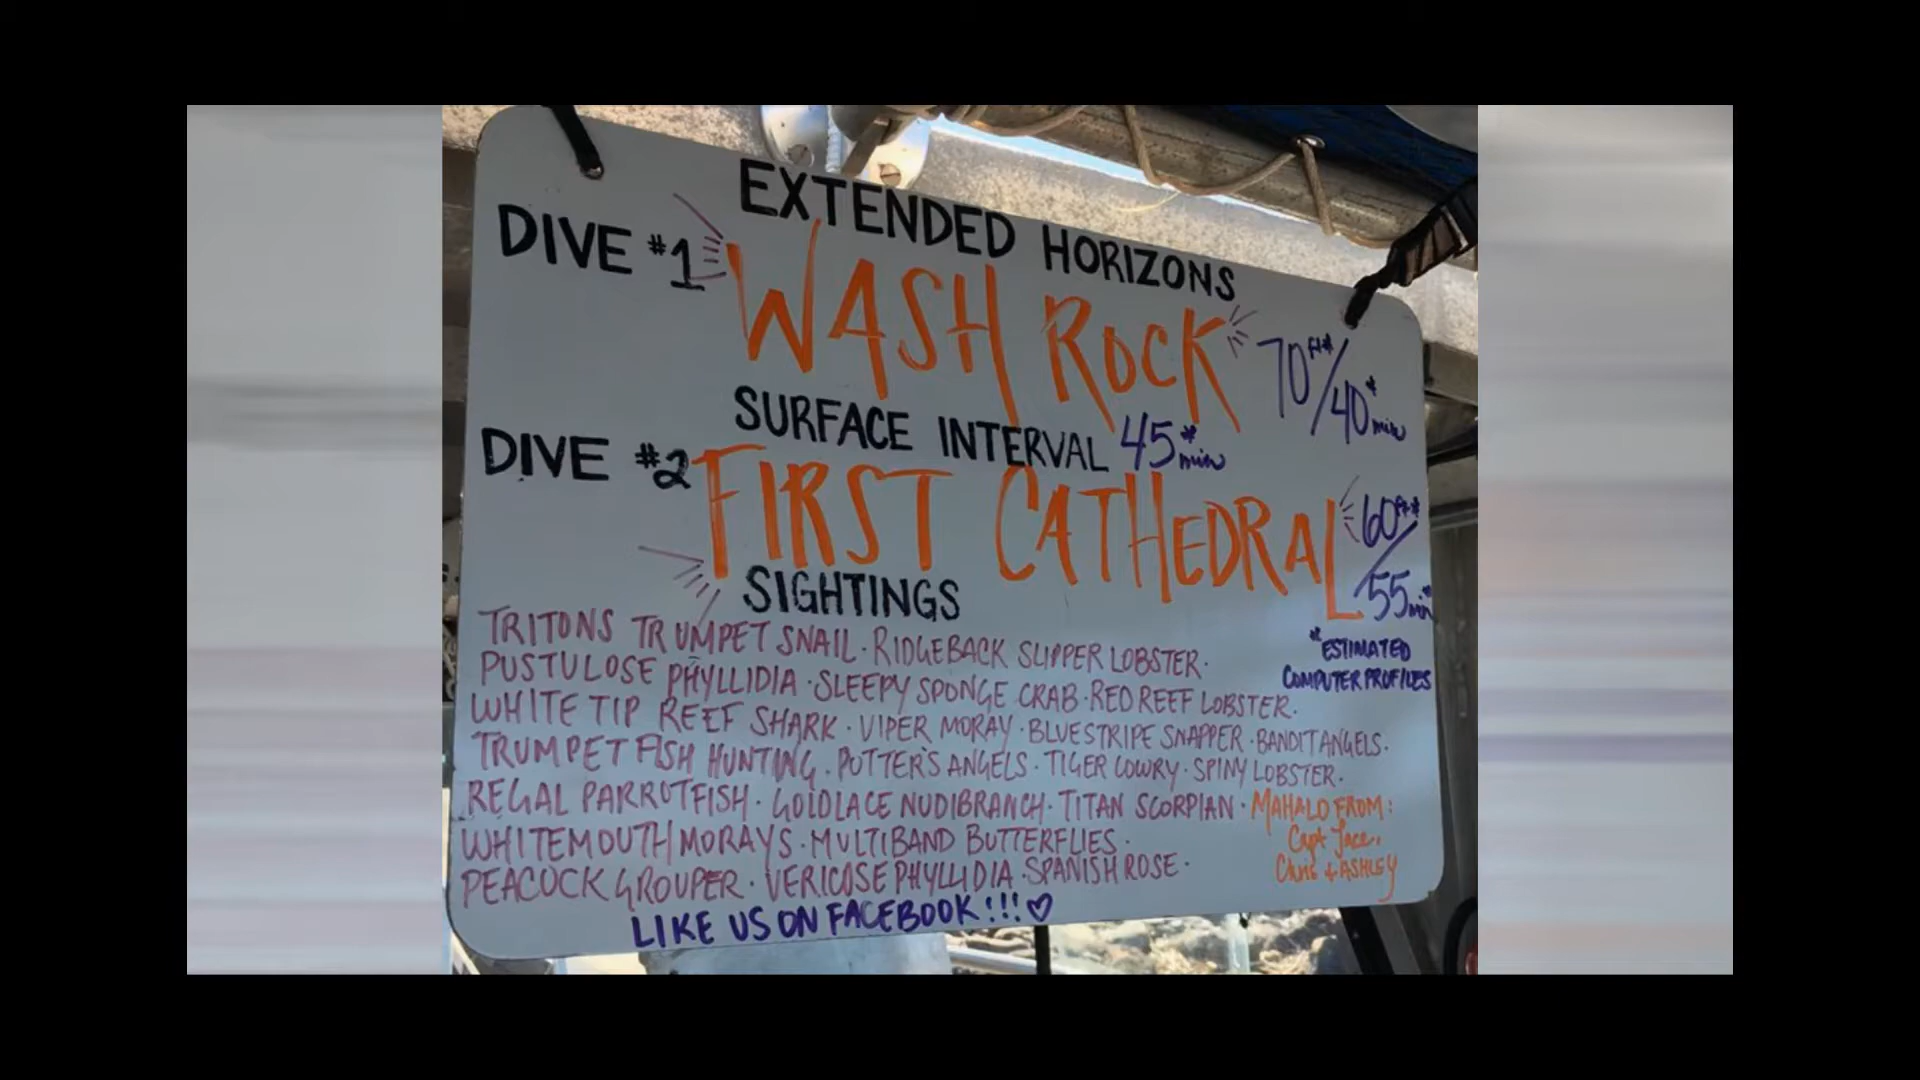 EXTENDED HORIZONS
DIVE #1 WASH ROCK 70ft*/40*min
SURFACE INTERVAL 45*min
DIVE #2 FIRST CATHEDRAL 60ft*/55min*
SIGHTINGS
*ESTIMATED
COMPUTER PROFILES
TRITONS TRUMPET SNAIL · RIDGEBACK SLIPPER LOBSTER ·
PUSTULOSE PHYLLIDIA · SLEEPY SPONGE CRAB · RED REEF LOBSTER ·
WHITE TIP REEF SHARK · VIPER MORAY · BLUESTRIPE SNAPPER · BANDIT ANGELS ·
TRUMPET FISH HUNTING · POTTER'S ANGELS · TIGER COWRY · SPINY LOBSTER ·
REGAL PARROTFISH · GOLDLACE NUDIBRANCH · TITAN SCORPIAN ·
WHITEMOUTH MORAYS · MULTIBAND BUTTERFLIES ·
PEACOCK GROUPER · VERICOSE PHYLLIDIA · SPANISH ROSE ·
MAHALO FROM:
Capt Jace,
+ ASHLEY
LIKE US ON FACEBOOK!!! ♡